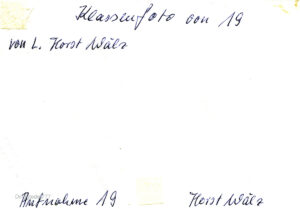 Klassenfoto von 19
von L. Horst Wälz
Aufnahme 19 Horst Wälz